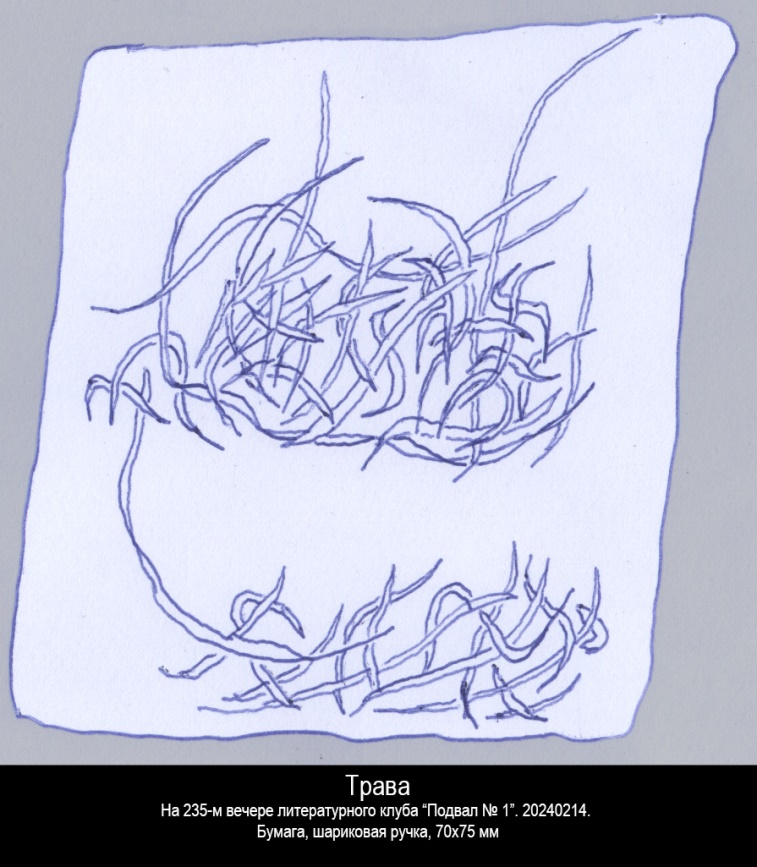 Трава
На 235-м вечере литературного клуба “Подвал № 1”. 20240214.
Бумага, шариковая ручка, 70х75 мм